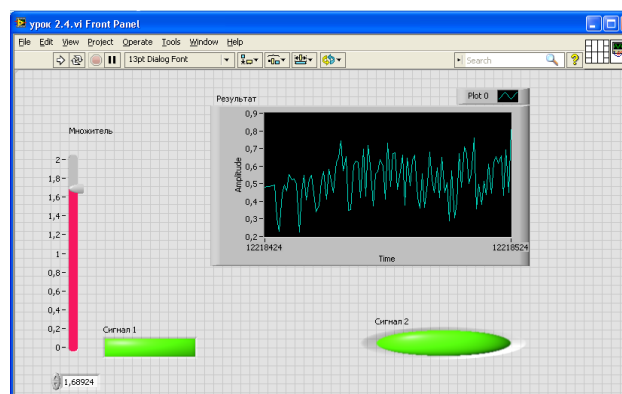 урок 2.4.vi Front Panel
File Edit View Project Operate Tools Window Help
13pt Dialog Font
Search
?
Результат
Plot 0
Множитель
0,9
0,8
0,7
0,6
0,5
0,4
0,3
0,2
Amplitude
12218424
12218524
Time
2
1,8
1,6
1,4
1,2
1
0,8
0,6
0,4
0,2
0
Сигнал 1
Сигнал 2
1,68924